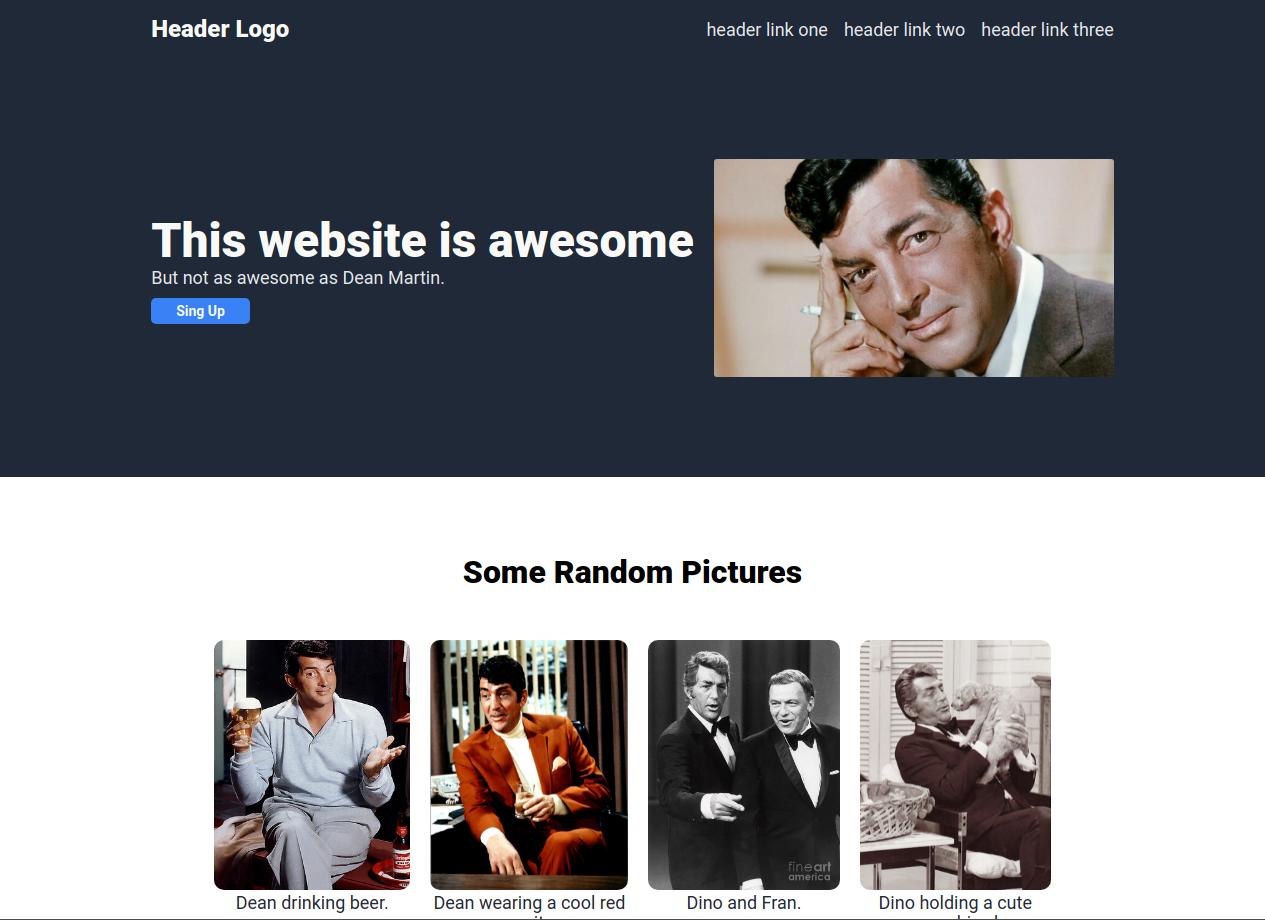 Header Logo
header link one header link two header link three
This website is awesome
But not as awesome as Dean Martin.
Sing Up
Some Random Pictures
fineart
america
Dean drinking beer.
Dean wearing a cool red
Dino and Fran.
Dino holding a cute